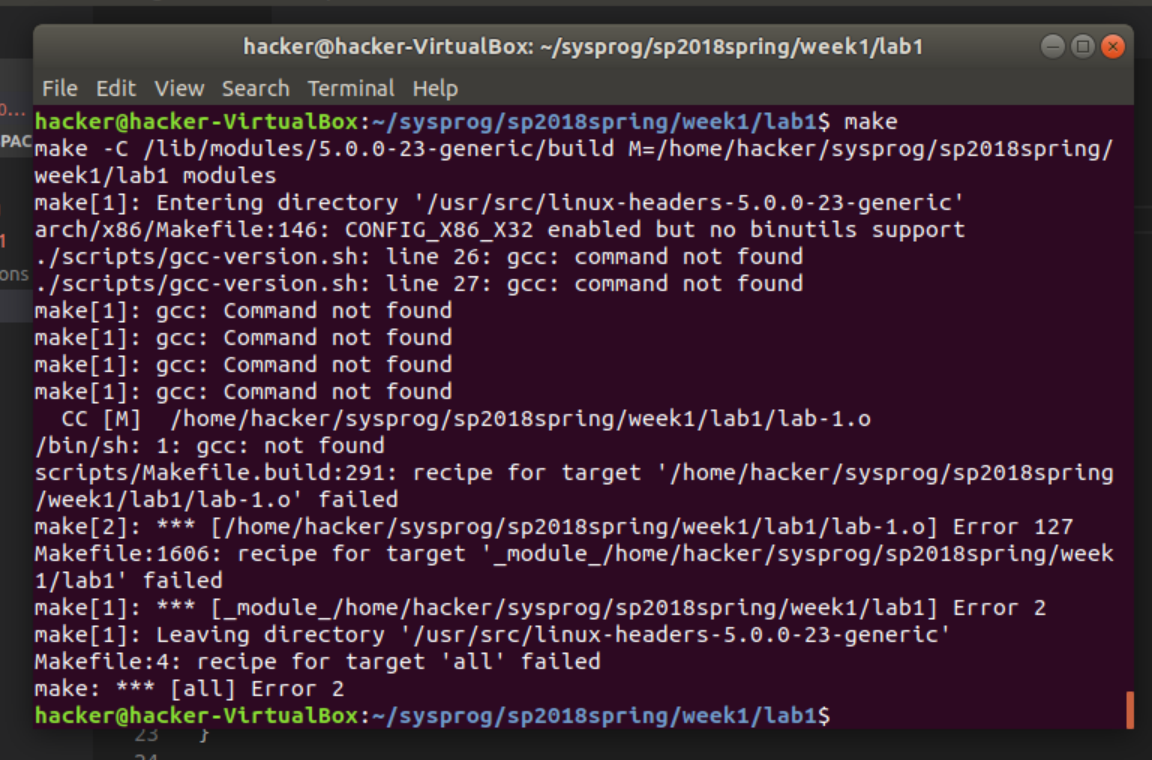 hacker@hacker-VirtualBox: ~/sysprog/sp2018spring/week1/lab1
File Edit View Search Terminal Help
0...
PAC
1
ons
hacker@hacker-VirtualBox:~/sysprog/sp2018spring/week1/lab1$ make
make -C /lib/modules/5.0.0-23-generic/build M=/home/hacker/sysprog/sp2018spring/
week1/lab1 modules
make[1]: Entering directory '/usr/src/linux-headers-5.0.0-23-generic'
arch/x86/Makefile:146: CONFIG_X86_X32 enabled but no binutils support
./scripts/gcc-version.sh: line 26: gcc: command not found
./scripts/gcc-version.sh: line 27: gcc: command not found
make[1]: gcc: Command not found
make[1]: gcc: Command not found
make[1]: gcc: Command not found
make[1]: gcc: Command not found
  CC [M]  /home/hacker/sysprog/sp2018spring/week1/lab1/lab-1.o
/bin/sh: 1: gcc: not found
scripts/Makefile.build:291: recipe for target '/home/hacker/sysprog/sp2018spring
/week1/lab1/lab-1.o' failed
make[2]: *** [/home/hacker/sysprog/sp2018spring/week1/lab1/lab-1.o] Error 127
Makefile:1606: recipe for target '_module_/home/hacker/sysprog/sp2018spring/week
1/lab1' failed
make[1]: *** [_module_/home/hacker/sysprog/sp2018spring/week1/lab1] Error 2
make[1]: Leaving directory '/usr/src/linux-headers-5.0.0-23-generic'
Makefile:4: recipe for target 'all' failed
make: *** [all] Error 2
hacker@hacker-VirtualBox:~/sysprog/sp2018spring/week1/lab1$
23 }